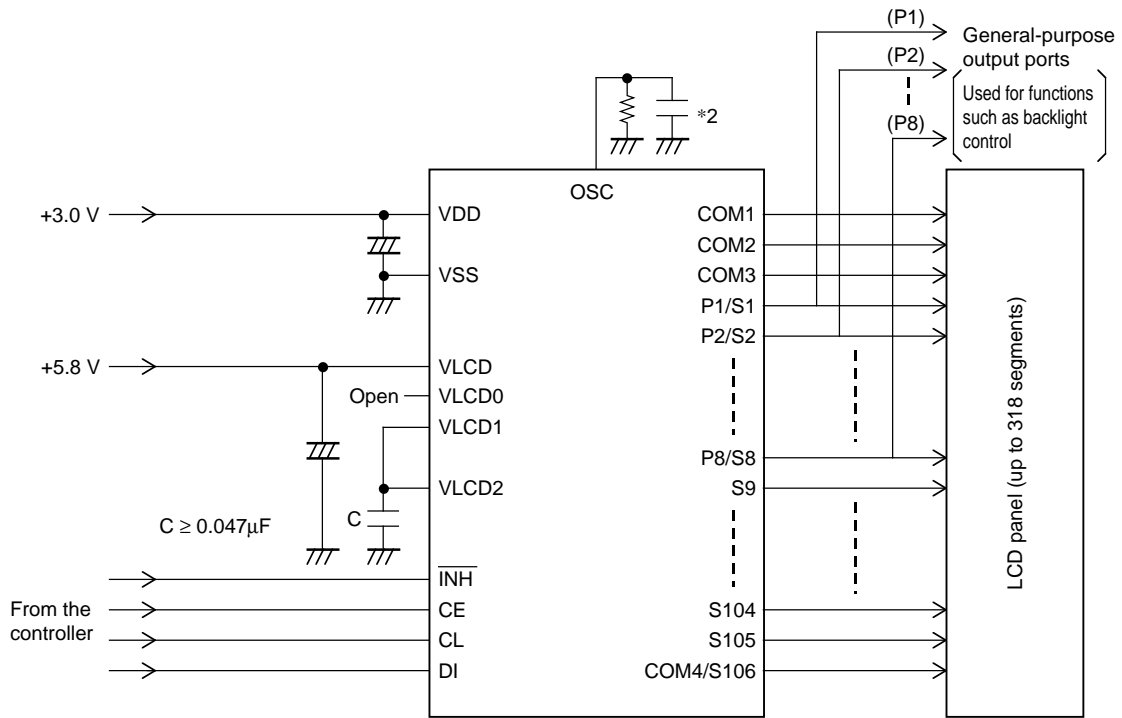 (P1)
General-purpose
output ports
(P2)
Used for functions
such as backlight
control
(P8)
*2
OSC
+3.0 V
VDD
VSS
+5.8 V
VLCD
Open
VLCD0
VLCD1
VLCD2
C
C ≥ 0.047μF
From the
controller
INH
CE
CL
DI
COM1
COM2
COM3
P1/S1
P2/S2
P8/S8
S9
S104
S105
COM4/S106
LCD panel (up to 318 segments)